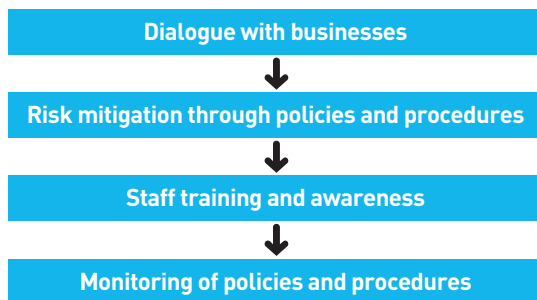 Dialogue with businesses
Risk mitigation through policies and procedures
Staff training and awareness
Monitoring of policies and procedures